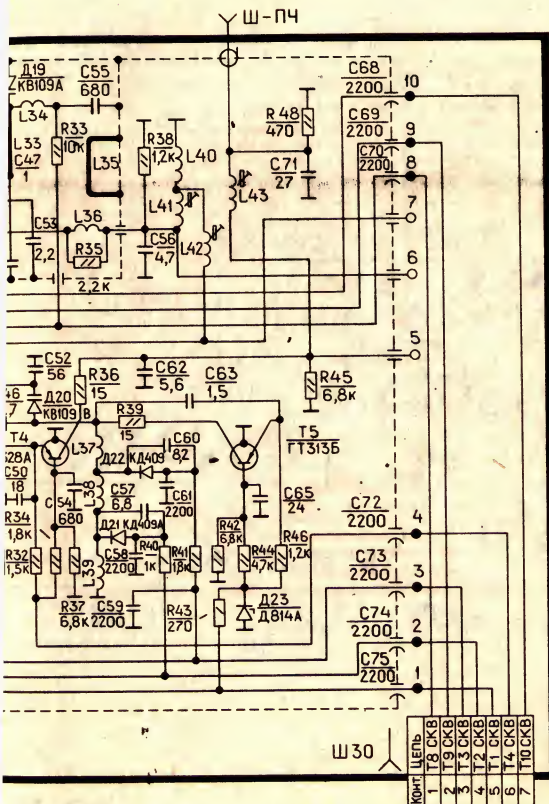 Ш-ПЧ
Д19
КВ109А
C55
680
L34
L33
C47
1
R33
10к
L35
R38
1,2к
L40
R48
470
C71
27
L43
C68
2200
10
C69
2200
9
C70
2200
8
7
6
5
L36
R35
2,2к
C53
2,2
C56
4,7
L41
L42
C52
56
Д20
КВ109В
R36
15
C62
5,6
C63
1,5
R45
6,8к
R39
15
T4
C50
18
L37
Д22
КД409
C60
8,2
T5
ГТ313Б
C54
680
L38
C57
6,8
C61
2200
C65
24
R34
1,8к
R32
1,5к
Д21
КД409А
C58
2200
R40
1к
R41
1,8к
R42
6,8к
R44
4,7к
R46
1,2к
L39
R37
6,8к
C59
2200
R43
270
Д23
Д814А
C72
2200
4
C73
2200
3
C74
2200
2
C75
2200
1
Ш30
Конт. Цепь
1 Т8 СКВ
2 Т9 СКВ
3 Т3 СКВ
4 Т2 СКВ
5 Т1 СКВ
6 Т4 СКВ
7 Т10 СКВ